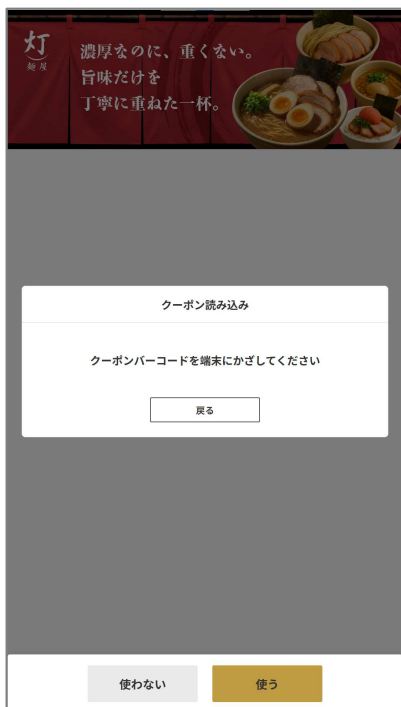 灯
麺屋
濃厚なのに、重くない。
旨味だけを
丁寧に重ねた一杯。
クーポン読み込み
クーポンバーコードを端末にかざしてください
戻る
使わない
使う